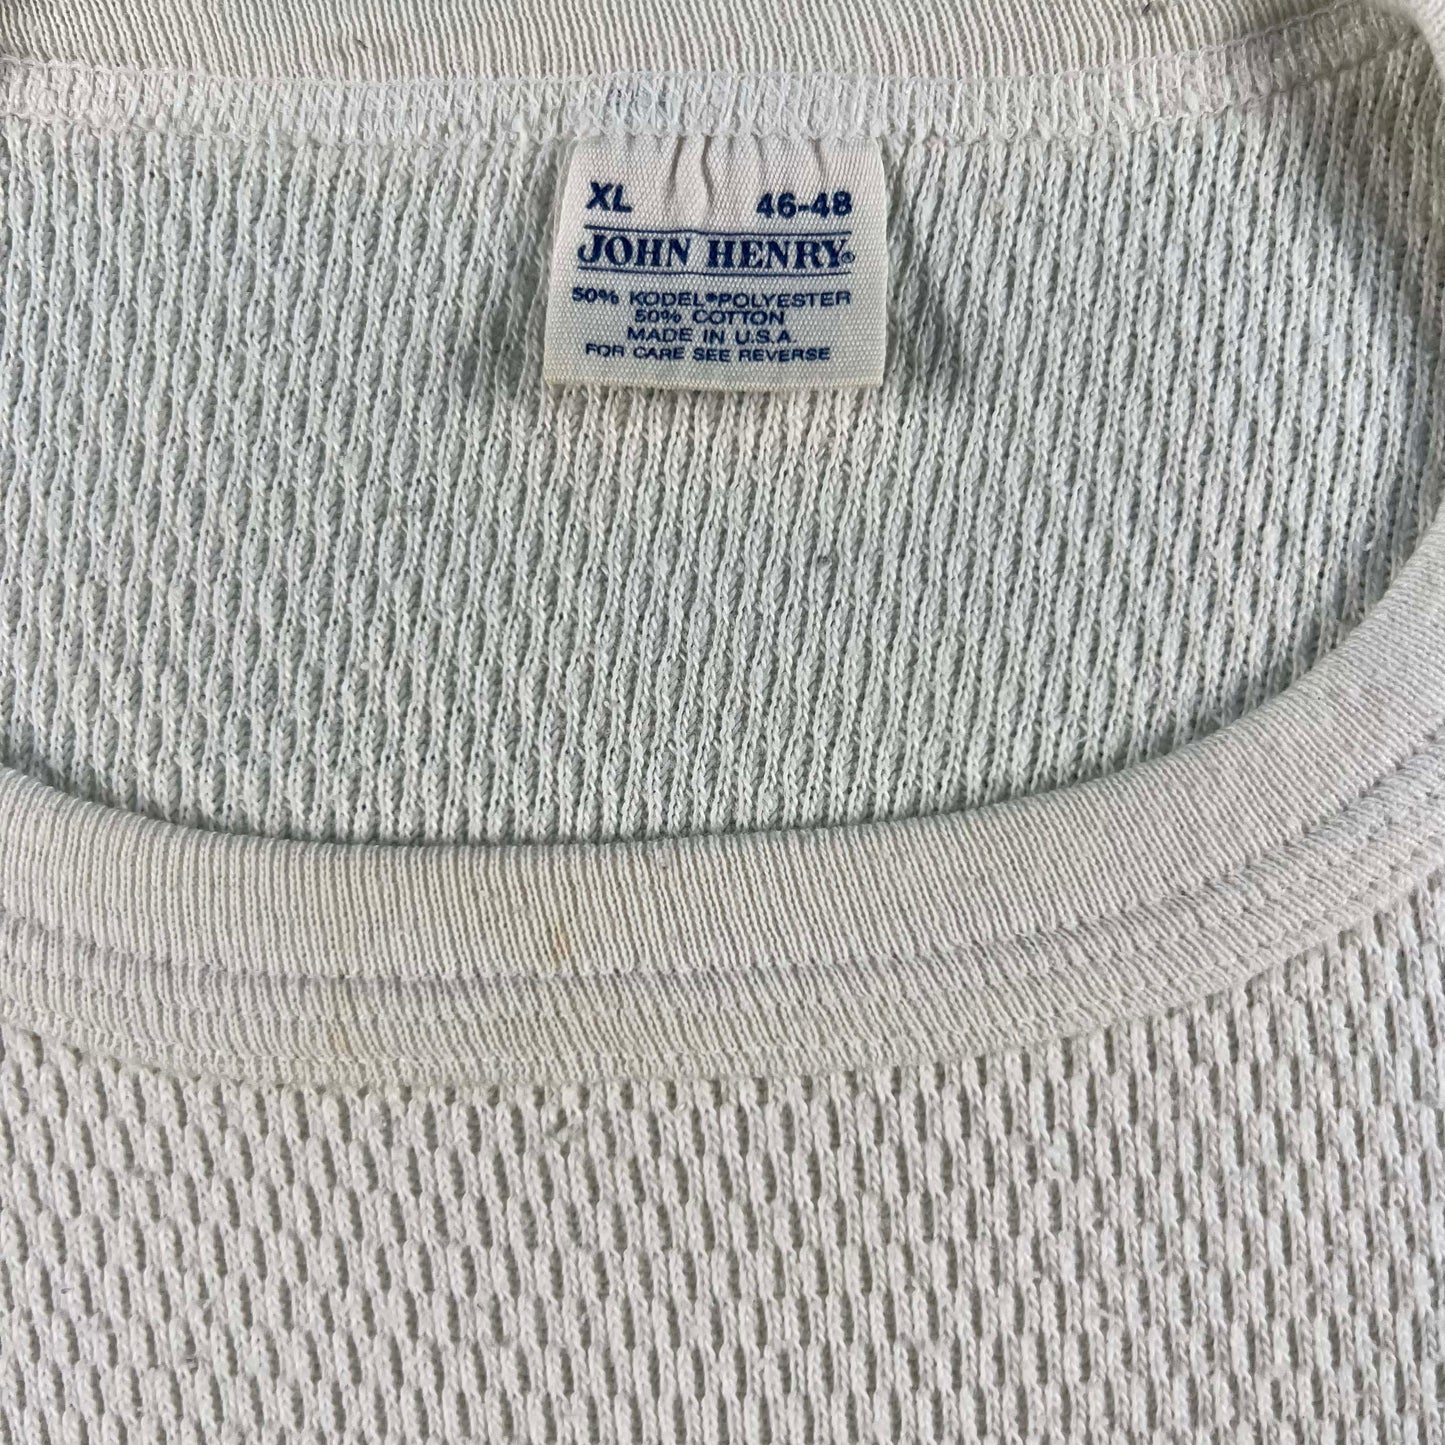 XL 46-48
JOHN HENRY®
50% KODEL®POLYESTER
50% COTTON
MADE IN U.S.A.
FOR CARE SEE REVERSE